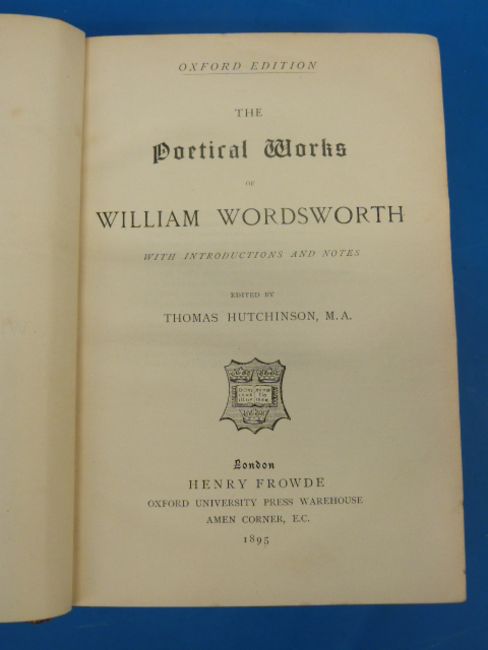 OXFORD EDITION
THE
Poetical Works
OF
WILLIAM WORDSWORTH
WITH INTRODUCTIONS AND NOTES
EDITED BY
THOMAS HUTCHINSON, M.A.
London
HENRY FROWDE
OXFORD UNIVERSITY PRESS WAREHOUSE
AMEN CORNER, E.C.
1895